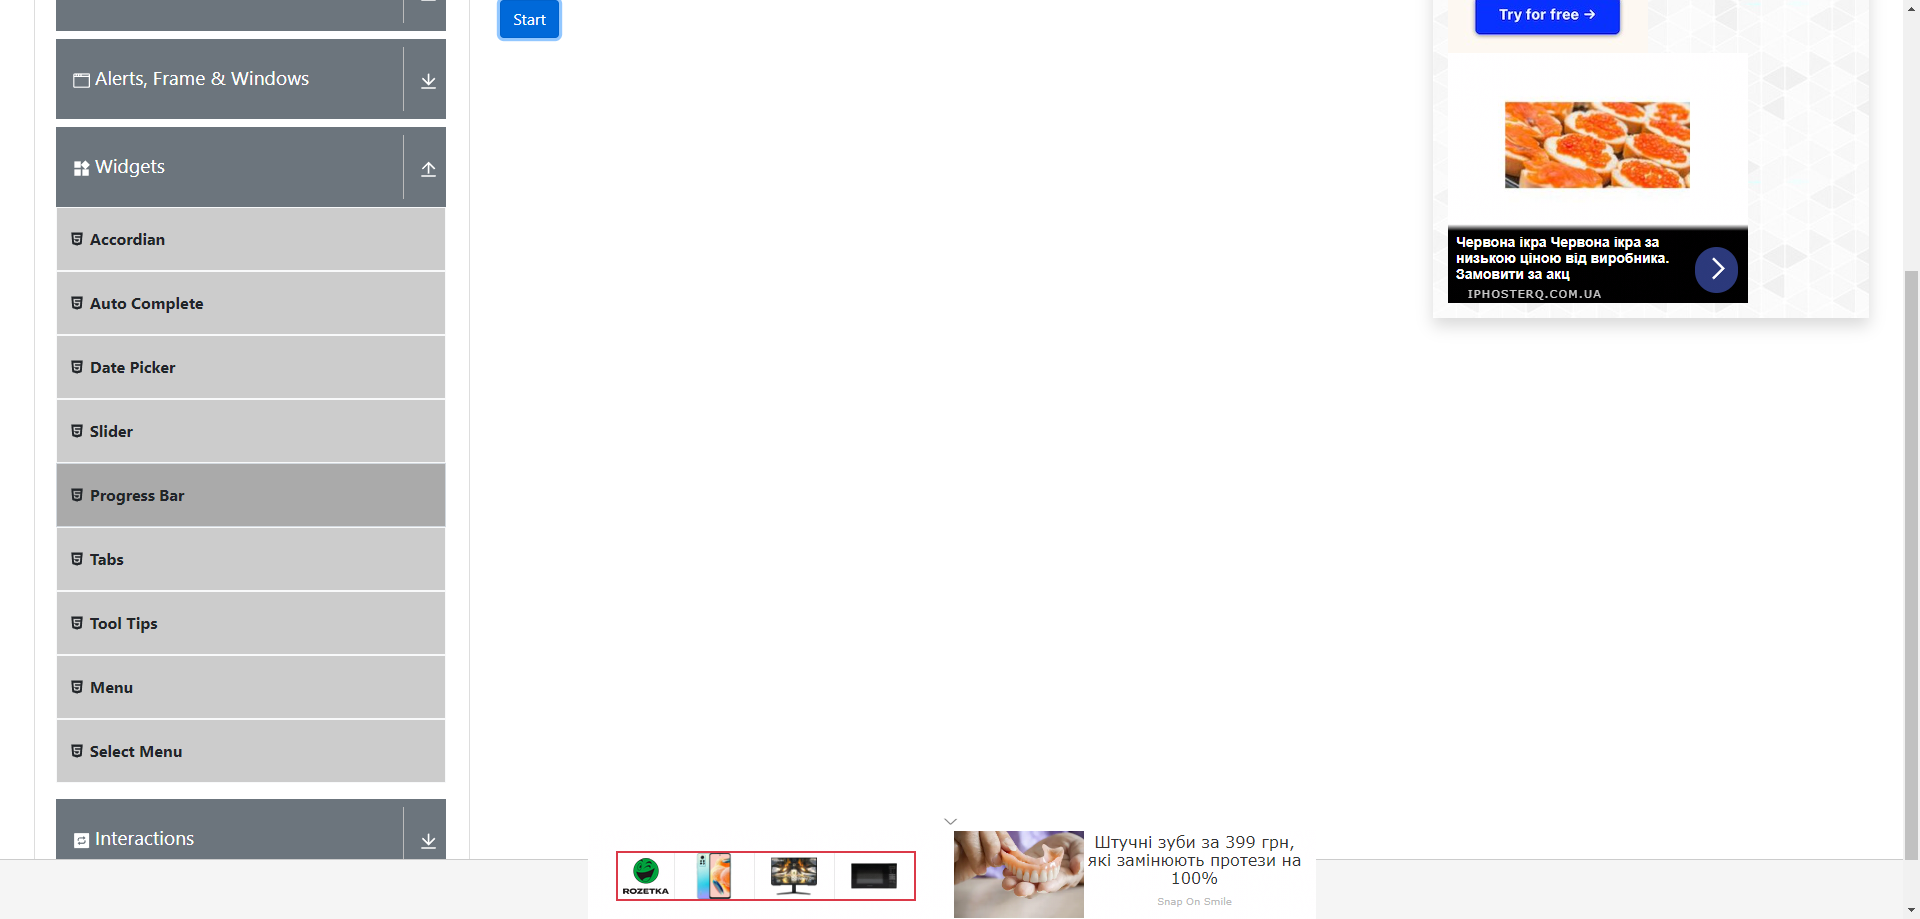 Start
Try for free →
Alerts, Frame & Windows
Widgets
Accordian
Auto Complete
Date Picker
Slider
Progress Bar
Tabs
Tool Tips
Menu
Select Menu
Interactions
Червона ікра Червона ікра за
низькою ціною від виробника.
Замовити за акц
IPHOSTERQ.COM.UA
ROZETKA
Штучні зуби за 399 грн,
які замінюють протези на
100%
Snap On Smile